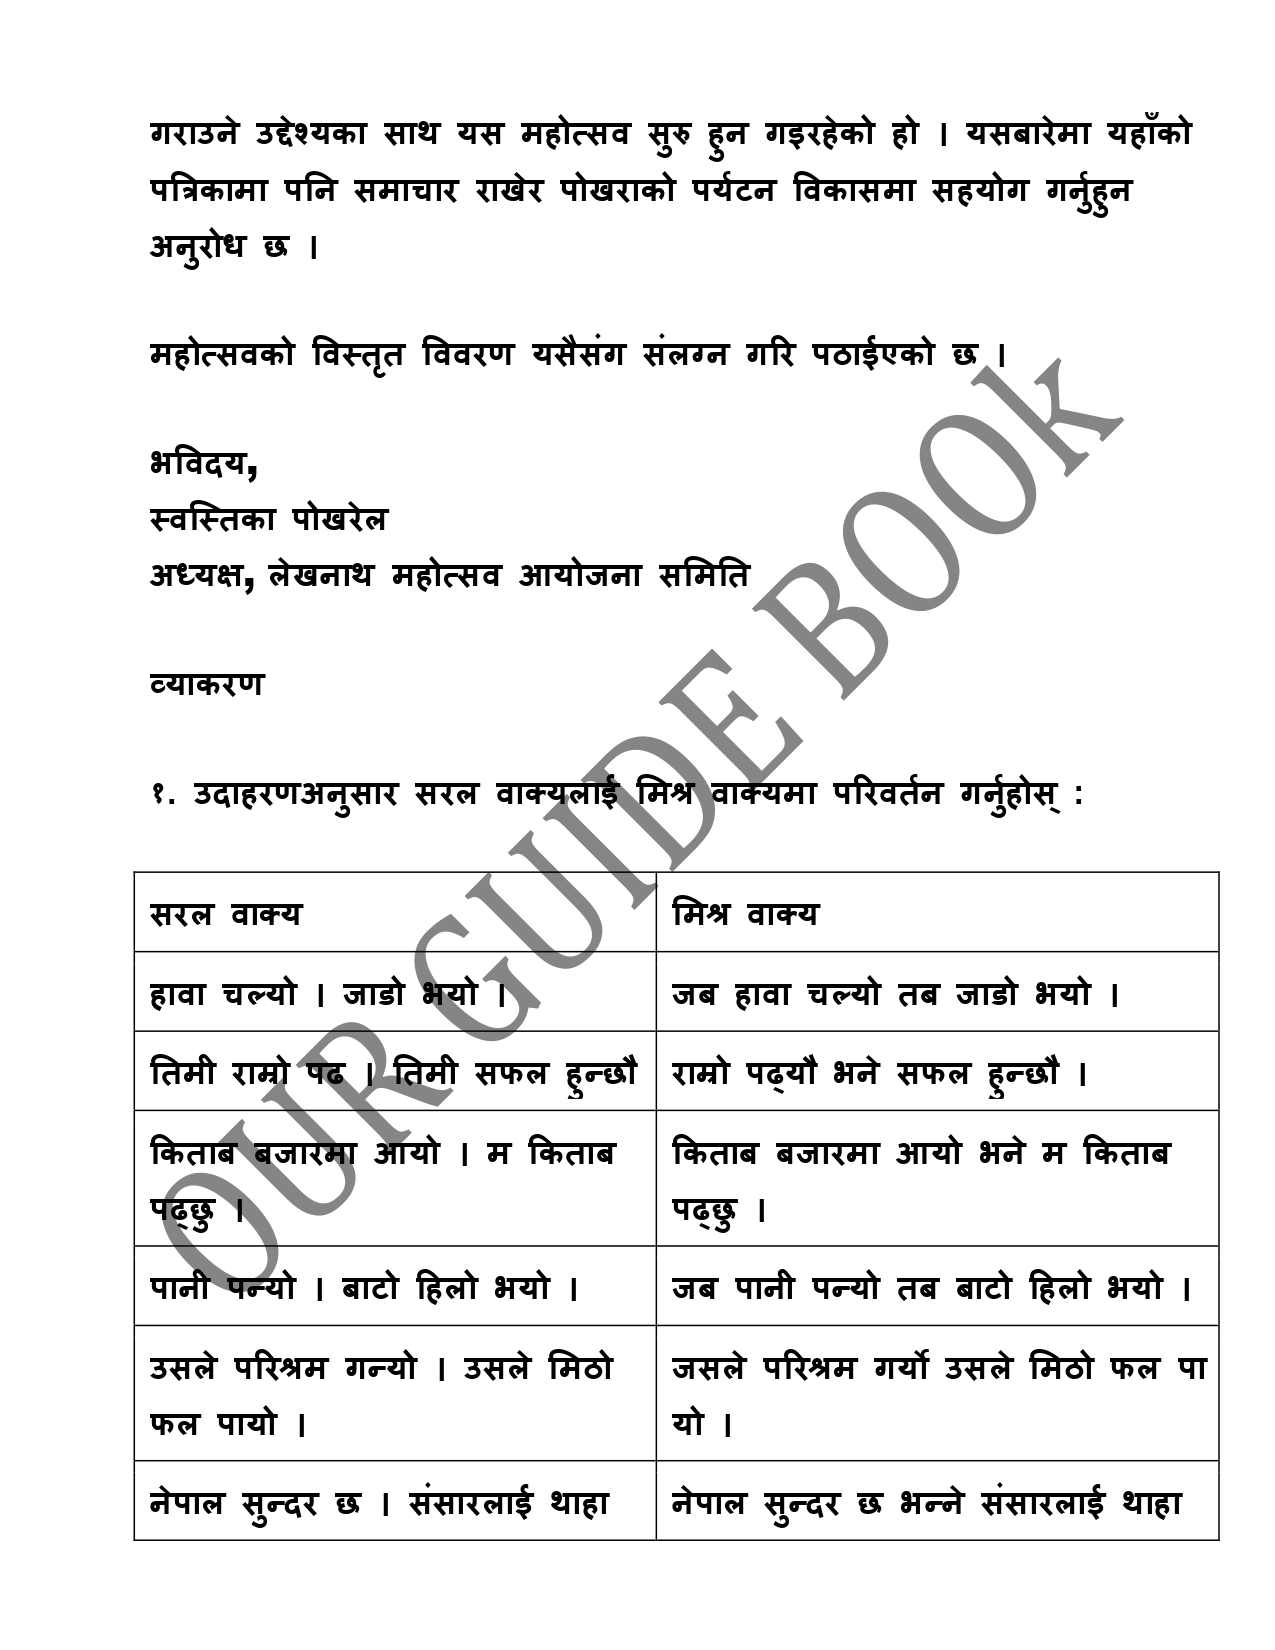 गराउने उद्देश्यका साथ यस महोत्सव सुरु हुन गइरहेको हो । यसबारेमा यहाँको
पत्रिकामा पनि समाचार राखेर पोखराको पर्यटन विकासमा सहयोग गर्नुहुन
अनुरोध छ ।
महोत्सवको विस्तृत विवरण यसैसंग संलग्न गरि पठाईएको छ ।
भविदय,
स्वस्तिका पोखरेल
अध्यक्ष, लेखनाथ महोत्सव आयोजना समिति
व्याकरण
१. उदाहरणअनुसार सरल वाक्यलाई मिश्र वाक्यमा परिवर्तन गर्नुहोस् :
सरल वाक्य
मिश्र वाक्य
हावा चल्यो । जाडो भयो ।
जब हावा चल्यो तब जाडो भयो ।
तिमी राम्रो पढ । तिमी सफल हुन्छौ
राम्रो पढ्यौ भने सफल हुन्छौ ।
किताब बजारमा आयो । म किताब
पढ्छु ।
किताब बजारमा आयो भने म किताब
पढ्छु ।
पानी पन्यो । बाटो हिलो भयो ।
जब पानी पन्यो तब बाटो हिलो भयो ।
उसले परिश्रम गन्यो । उसले मिठो
फल पायो ।
जसले परिश्रम गर्यो उसले मिठो फल पा
यो ।
नेपाल सुन्दर छ । संसारलाई थाहा
नेपाल सुन्दर छ भन्ने संसारलाई थाहा
OUR GUIDE BOOk